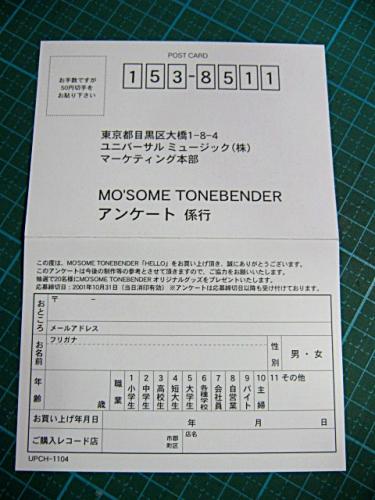 POST CARD
お手数ですが
50円切手を
お貼り下さい
153-8511
東京都目黒区大橋1-8-4
ユニバーサル ミュージック(株)
マーケティング本部
MO'SOME TONEBENDER
アンケート 係行
この度は、MO'SOME TONEBENDER「HELLO」をお買い上げ頂き、誠にありがとうございます。
このアンケートは今後の制作等の参考とさせて頂きますので、ご協力をお願いいたします。
抽選で20名様にMO'SOME TONEBENDER オリジナルグッズをプレゼントいたします。
応募締切日:2001年10月31日(当日消印有効) ※アンケートは応募締切日以降も受け付けております。
おところ
〒 -
メールアドレス
お名前
フリガナ
性別
男・女
年齢
歳
職業
1 小学生
2 中学生
3 高校生
4 短大生
5 大学生
6 各種学校
7 会社員
8 自営業
9 バイト
10 主婦
11 その他
お買い上げ年月日
年 月 日
ご購入レコード店
市郡
町区
店名
UPCH-1104